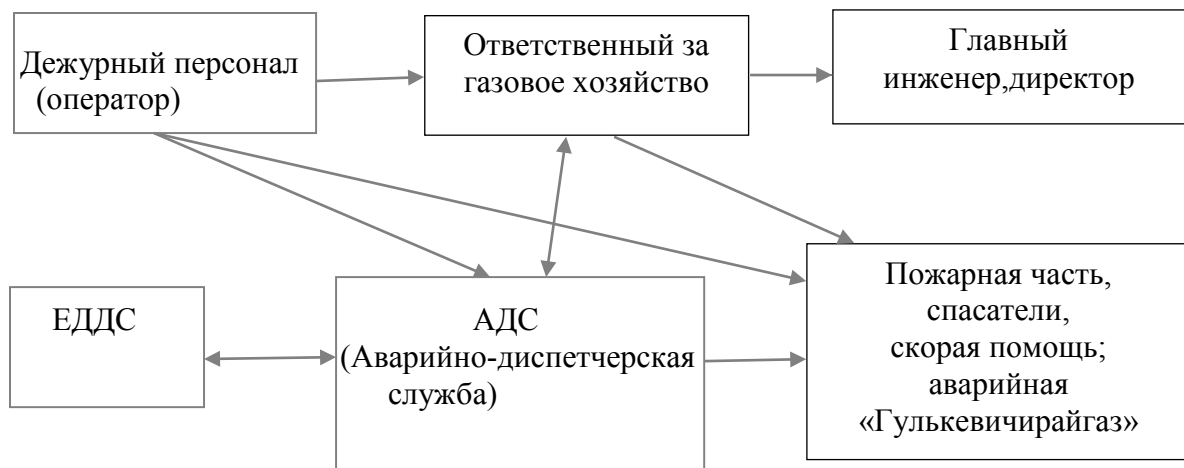 Дежурный персонал
(оператор)
Ответственный за
газовое хозяйство
Главный
инженер,директор
ЕДДС
АДС
(Аварийно-диспетчерская
служба)
Пожарная часть,
спасатели,
скорая помощь;
аварийная
«Гулькевичирайгаз»